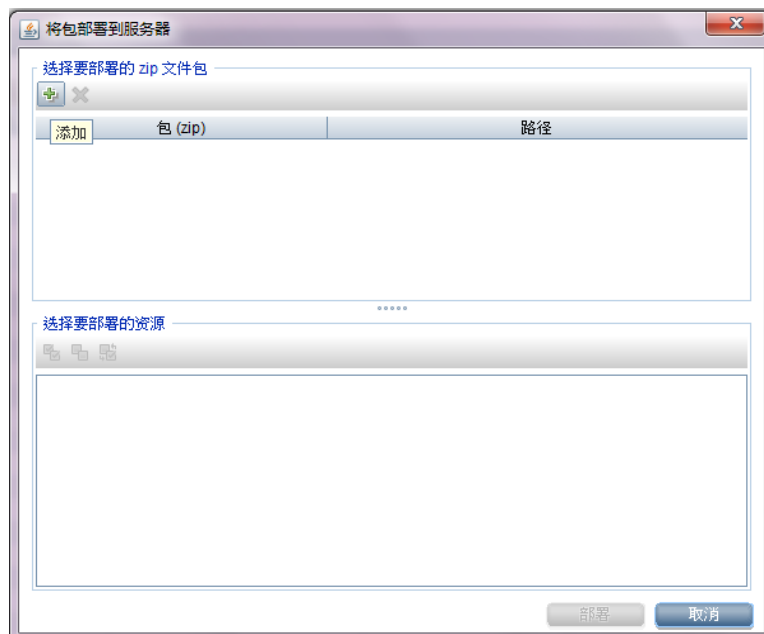 将包部署到服务器
选择要部署的 zip 文件包
添加
包 (zip)
路径
选择要部署的资源
部署
取消